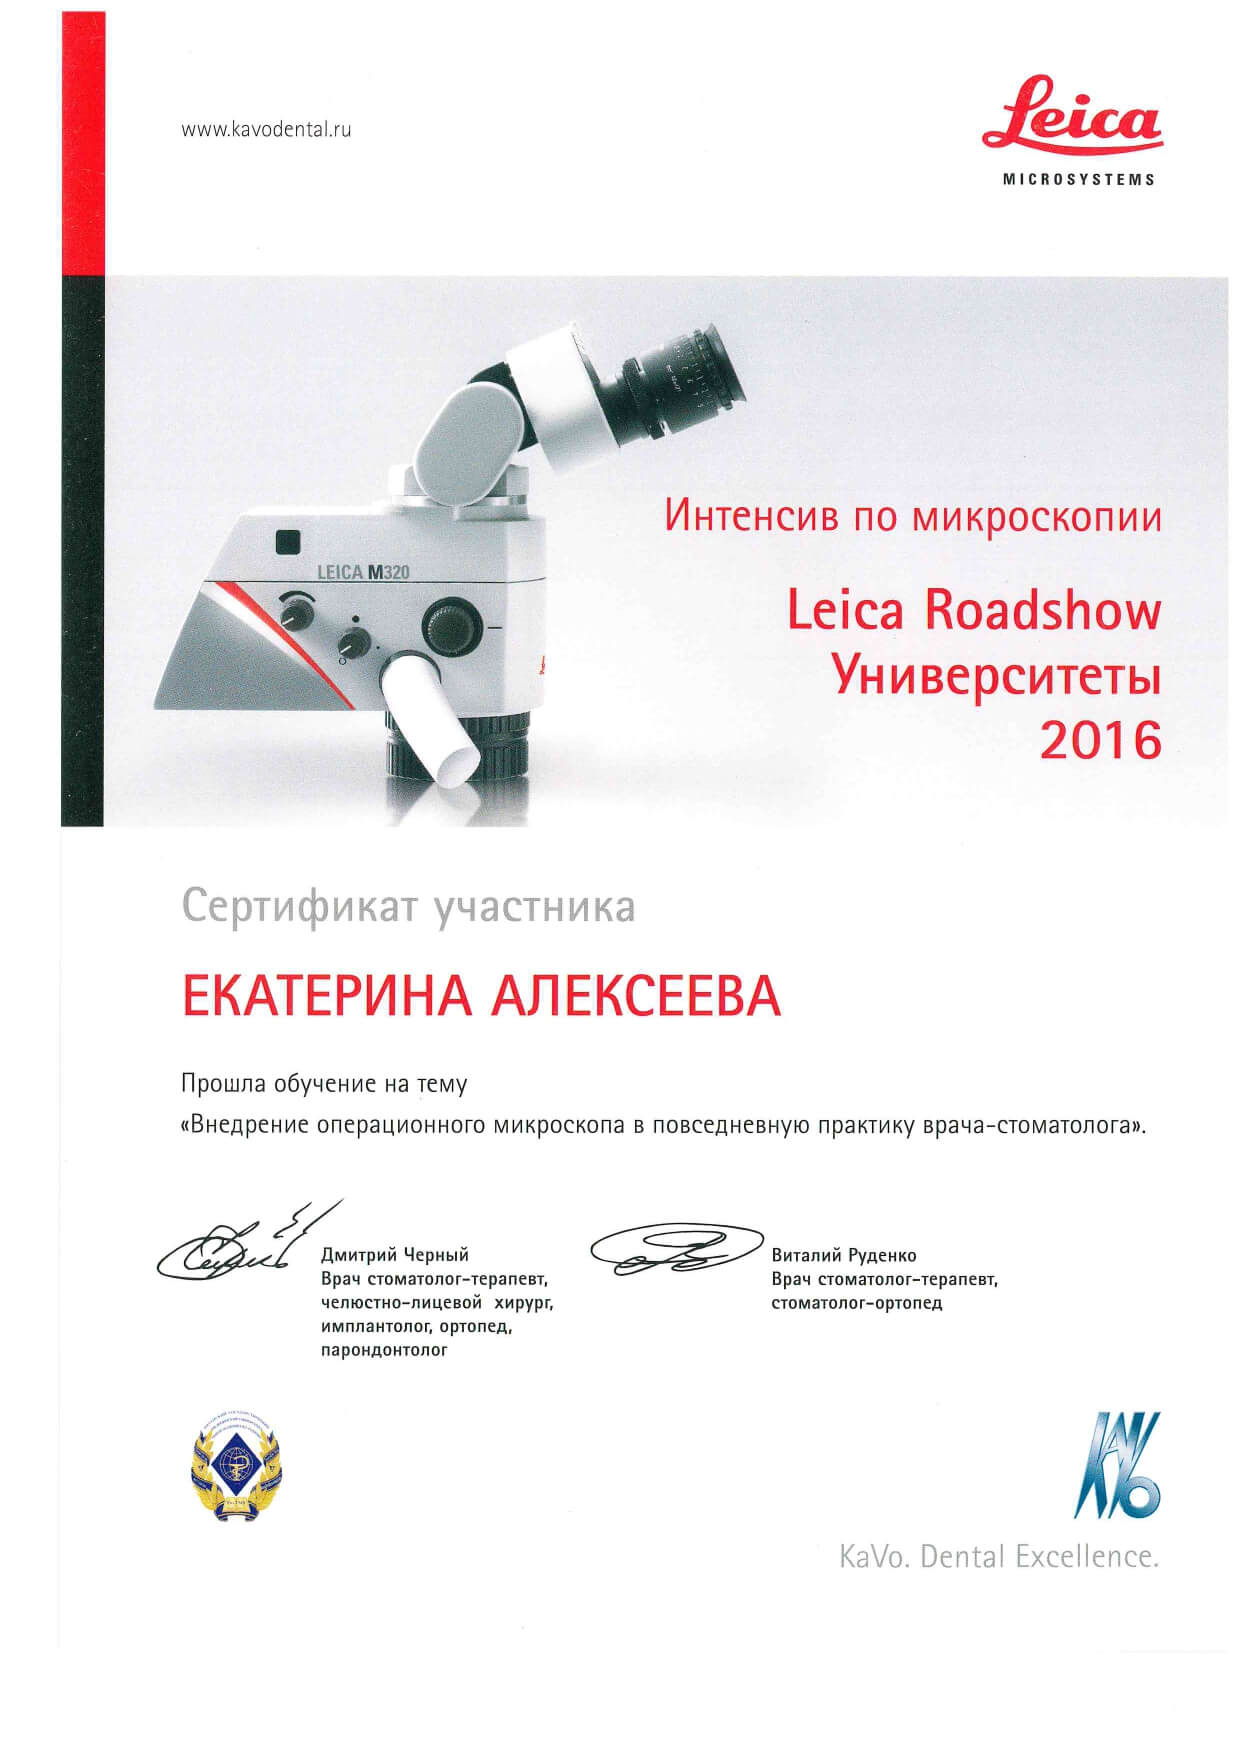 www.kavodental.ru
Leica
MICROSYSTEMS
LEICA M320
Интенсив по микроскопии
Leica Roadshow
Университеты
2016
Сертификат участника
ЕКАТЕРИНА АЛЕКСЕЕВА
Прошла обучение на тему
«Внедрение операционного микроскопа в повседневную практику врача-стоматолога».
Дмитрий Черный
Врач стоматолог-терапевт,
челюстно-лицевой хирург,
имплантолог, ортопед,
парондонтолог
Виталий Руденко
Врач стоматолог-терапевт,
стоматолог-ортопед
KAVO
KaVo. Dental Excellence.